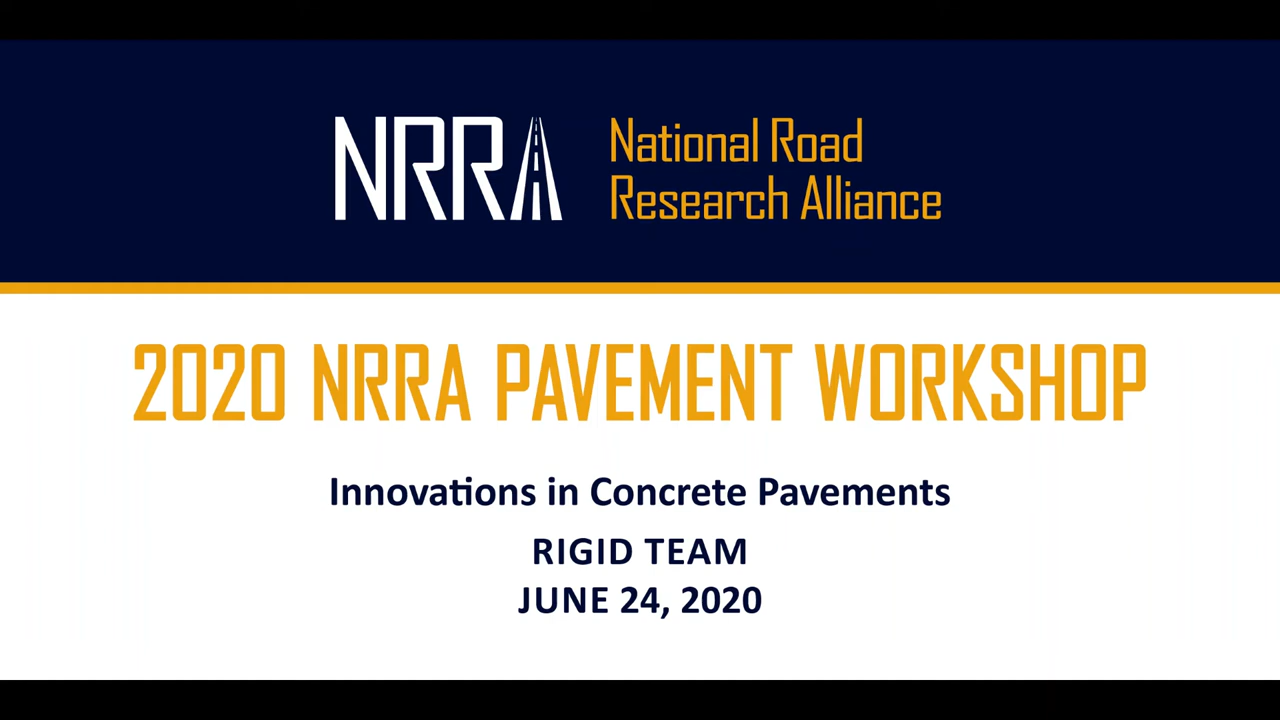 NRRA
National Road
Research Alliance
2020 NRRA PAVEMENT WORKSHOP
Innovations in Concrete Pavements
RIGID TEAM
JUNE 24, 2020